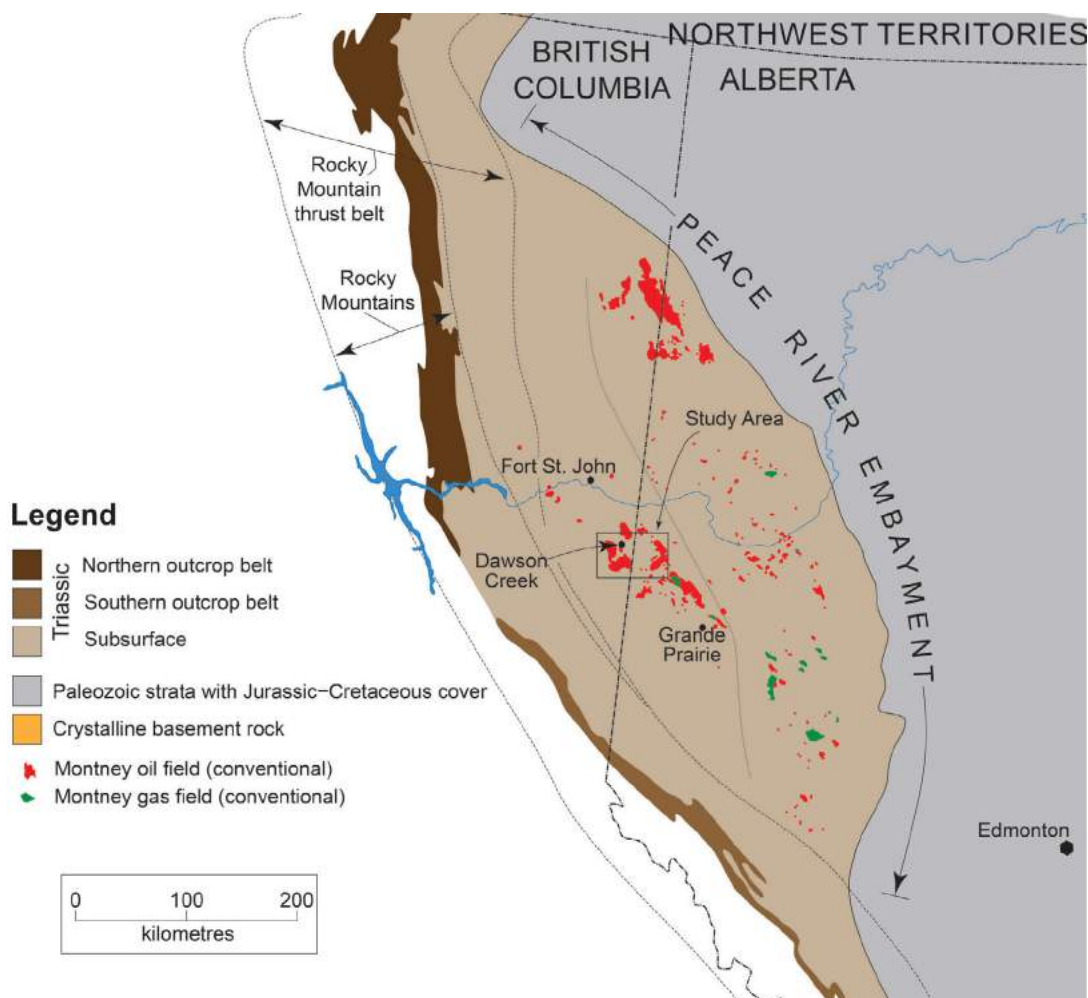 NORTHWEST TERRITORIES
BRITISH
COLUMBIA
ALBERTA
Rocky
Mountain
thrust belt
Rocky
Mountains
PEACE RIVER EMBAYMENT
Study Area
Fort St. John
Dawson
Creek
Grande
Prairie
Edmonton
Legend
Triassic
Northern outcrop belt
Southern outcrop belt
Subsurface
Paleozoic strata with Jurassic–Cretaceous cover
Crystalline basement rock
Montney oil field (conventional)
Montney gas field (conventional)
0 100 200
kilometres